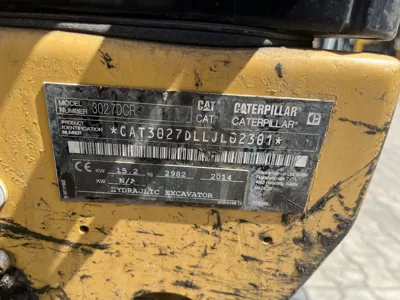 MODEL NUMBER 3027DCR CAT CATERPILLAR
PRODUCT IDENTIFICATION NUMBER CAT CATERPILLAR
*CAT3027DLLJL02301*
CE KW 15.2 KG 2982 2014
KW N/A
HYDRAULIC EXCAVATOR